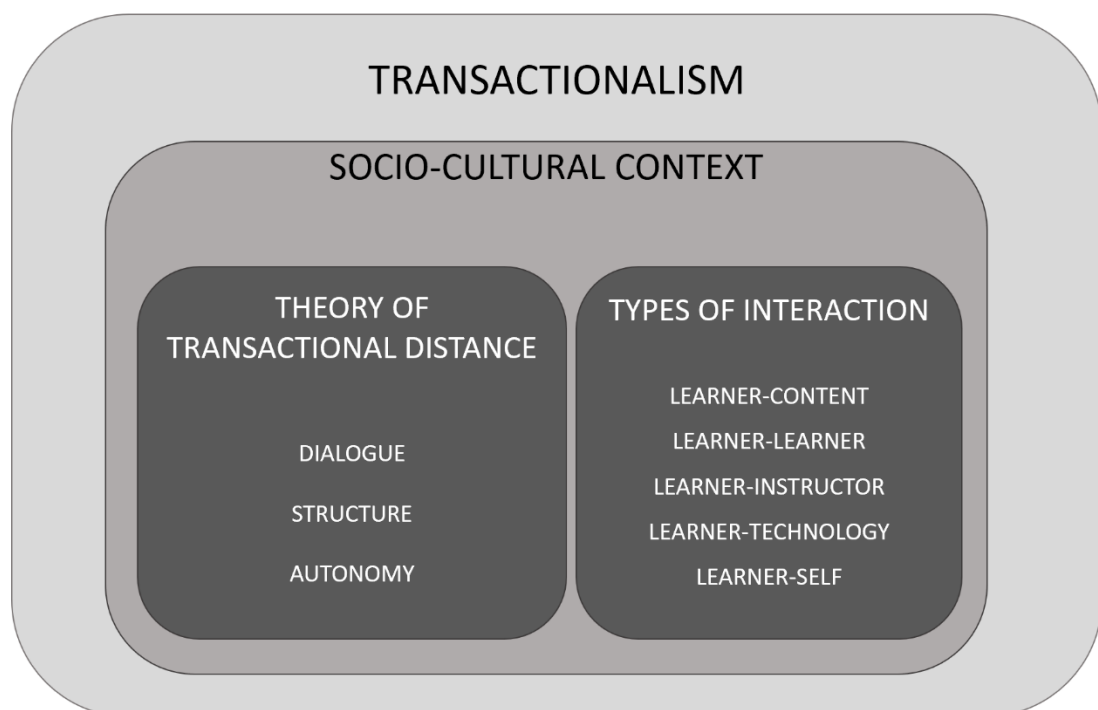 TRANSACTIONALISM
SOCIO-CULTURAL CONTEXT
THEORY OF
TRANSACTIONAL DISTANCE
DIALOGUE
STRUCTURE
AUTONOMY
TYPES OF INTERACTION
LEARNER-CONTENT
LEARNER-LEARNER
LEARNER-INSTRUCTOR
LEARNER-TECHNOLOGY
LEARNER-SELF